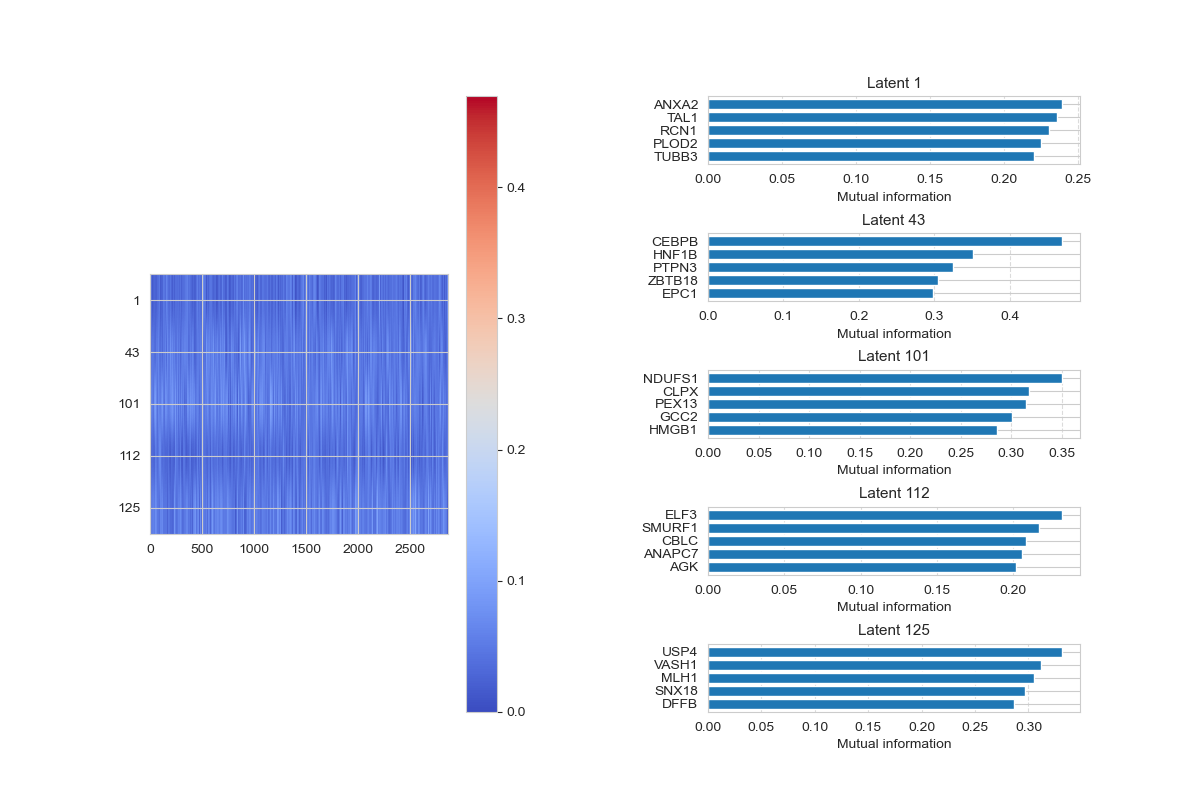 1
43
101
112
125
0 500 1000 1500 2000 2500
0.4
0.3
0.2
0.1
0.0
Latent 1
ANXA2
TAL1
RCN1
PLOD2
TUBB3
0.00 0.05 0.10 0.15 0.20 0.25
Mutual information
Latent 43
CEBPB
HNF1B
PTPN3
ZBTB18
EPC1
0.0 0.1 0.2 0.3 0.4
Mutual information
Latent 101
NDUFS1
CLPX
PEX13
GCC2
HMGB1
0.00 0.05 0.10 0.15 0.20 0.25 0.30 0.35
Mutual information
Latent 112
ELF3
SMURF1
CBLC
ANAPC7
AGK
0.00 0.05 0.10 0.15 0.20
Mutual information
Latent 125
USP4
VASH1
MLH1
SNX18
DFFB
0.00 0.05 0.10 0.15 0.20 0.25 0.30
Mutual information